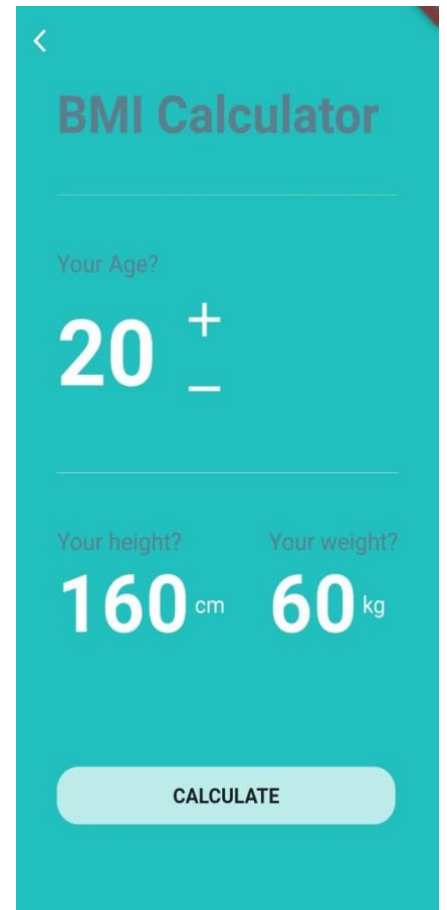 BMI Calculator
Your Age?
20 + −
Your height? Your weight?
160 cm 60 kg
CALCULATE